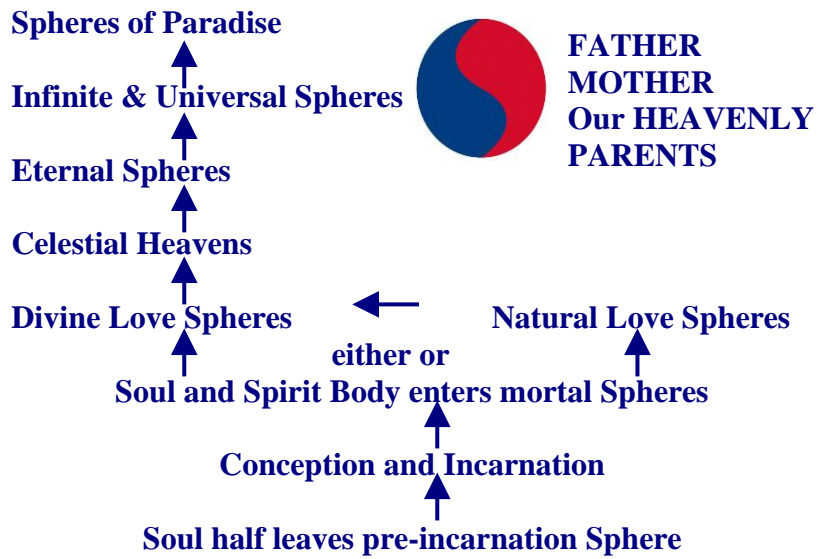 Spheres of Paradise
FATHER
MOTHER
Our HEAVENLY
PARENTS
Infinite & Universal Spheres
Eternal Spheres
Celestial Heavens
Divine Love Spheres
Natural Love Spheres
either or
Soul and Spirit Body enters mortal Spheres
Conception and Incarnation
Soul half leaves pre-incarnation Sphere